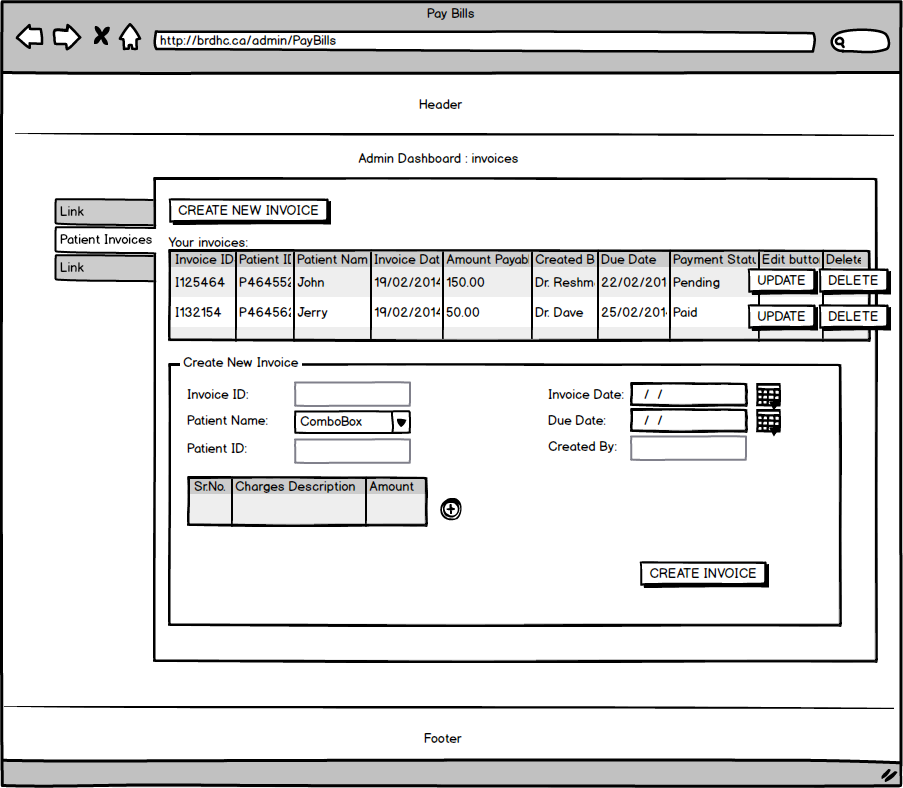 Pay Bills
http://brdhc.ca/admin/PayBills
Header
Admin Dashboard : invoices
Link
Patient Invoices
Link
CREATE NEW INVOICE
Your invoices:
Invoice ID Patient ID Patient Nam Invoice Dat Amount Payab Created B Due Date Payment Statu Edit butto Delete
I125464 P464552 John 19/02/2014 150.00 Dr. Reshm 22/02/201 Pending UPDATE DELETE
I132154 P464562 Jerry 19/02/2014 50.00 Dr. Dave 25/02/201 Paid UPDATE DELETE
Create New Invoice
Invoice ID: Invoice Date: / /
Patient Name: ComboBox Due Date: / /
Patient ID: Created By:
Sr.No. Charges Description Amount
CREATE INVOICE
Footer